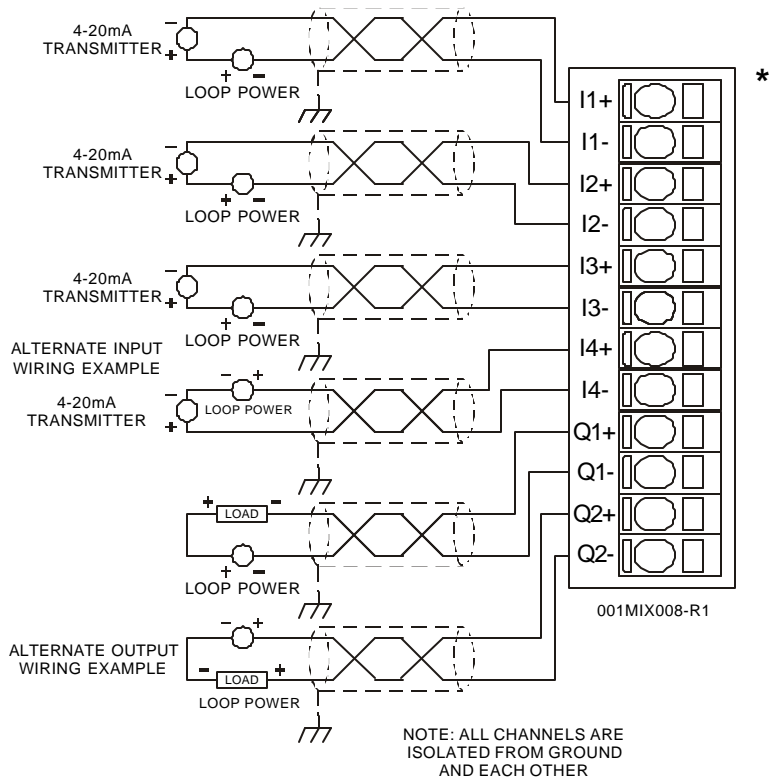 4-20mA
TRANSMITTER
-
+
+ -
LOOP POWER
4-20mA
TRANSMITTER
-
+
+ -
LOOP POWER
4-20mA
TRANSMITTER
-
+
+ -
LOOP POWER
ALTERNATE INPUT
WIRING EXAMPLE
4-20mA
TRANSMITTER
-
+
- +
LOOP POWER
+ -
LOAD
+ -
LOOP POWER
ALTERNATE OUTPUT
WIRING EXAMPLE
- +
- +
LOAD
LOOP POWER
*
I1+
I1-
I2+
I2-
I3+
I3-
I4+
I4-
Q1+
Q1-
Q2+
Q2-
001MIX008-R1
NOTE: ALL CHANNELS ARE
ISOLATED FROM GROUND
AND EACH OTHER